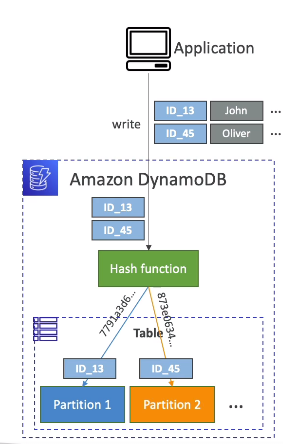 Application
write
ID_13 John ...
ID_45 Oliver ...
Amazon DynamoDB
ID_13
ID_45
Hash function
7791a3d6...
873e0634...
Table
ID_13 ID_45
Partition 1 Partition 2 ...